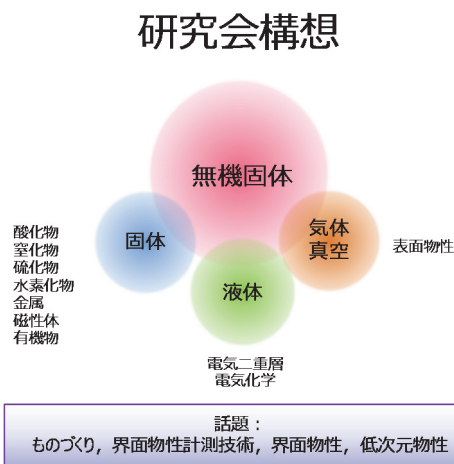 研究会構想
無機固体
固体
気体
真空
液体
酸化物
窒化物
硫化物
水素化物
金属
磁性体
有機物
表面物性
電気二重層
電気化学
話題：
ものづくり, 界面物性計測技術, 界面物性, 低次元物性